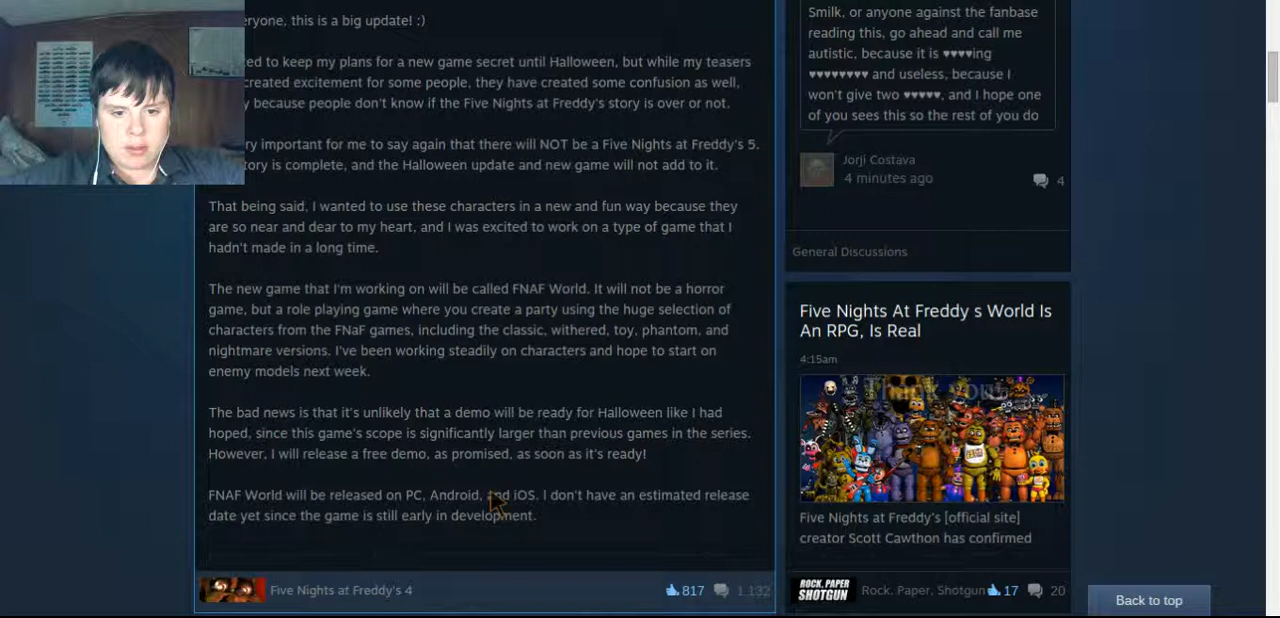 eryone, this is a big update! :)
ed to keep my plans for a new game secret until Halloween, but while my teasers
created excitement for some people, they have created some confusion as well,
y because people don't know if the Five Nights at Freddy's story is over or not.
ry important for me to say again that there will NOT be a Five Nights at Freddy's 5.
tory is complete, and the Halloween update and new game will not add to it.
That being said, I wanted to use these characters in a new and fun way because they
are so near and dear to my heart, and I was excited to work on a type of game that I
hadn't made in a long time.
The new game that I'm working on will be called FNAF World. It will not be a horror
game, but a role playing game where you create a party using the huge selection of
characters from the FNaF games, including the classic, withered, toy, phantom, and
nightmare versions. I've been working steadily on characters and hope to start on
enemy models next week.
The bad news is that it's unlikely that a demo will be ready for Halloween like I had
hoped, since this game's scope is significantly larger than previous games in the series.
However, I will release a free demo, as promised, as soon as it's ready!
FNAF World will be released on PC, Android, and iOS. I don't have an estimated release
date yet since the game is still early in development.
Five Nights at Freddy's 4
817 1,132
Smilk, or anyone against the fanbase
reading this, go ahead and call me
autistic, because it is ♥♥♥♥ing
♥♥♥♥♥♥♥♥ and useless, because I
won't give two ♥♥♥♥♥, and I hope one
of you sees this so the rest of you do
Jorji Costava
4 minutes ago
4
General Discussions
Five Nights At Freddy s World Is
An RPG, Is Real
4:15am
Thank you
Five Nights at Freddy's [official site]
creator Scott Cawthon has confirmed
ROCK, PAPER
SHOTGUN
Rock, Paper, Shotgun 17 20
Back to top